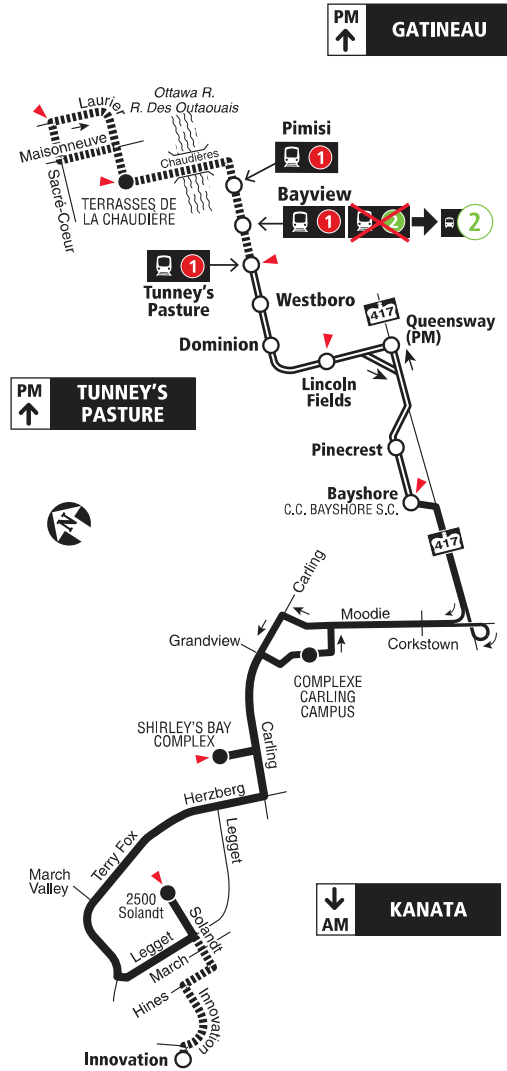 PM
GATINEAU
Ottawa R.
R. Des Outaouais
Laurier
Maisonneuve
Sacré-Coeur
Chaudières
TERRASSES DE
LA CHAUDIÈRE
Pimisi
1
Bayview
1
2
2
1
Tunney's
Pasture
Westboro
417
Queensway
(PM)
Dominion
Lincoln
Fields
PM
TUNNEY'S
PASTURE
Pinecrest
Bayshore
C.C. BAYSHORE S.C.
N
417
Carling
Moodie
Grandview
Corkstown
COMPLEXE
CARLING
CAMPUS
SHIRLEY'S BAY
COMPLEX
Carling
Herzberg
Legget
Terry Fox
March
Valley
2500
Solandt
Solandt
Legget
March
Hines
Innovation
Innovation
AM
KANATA